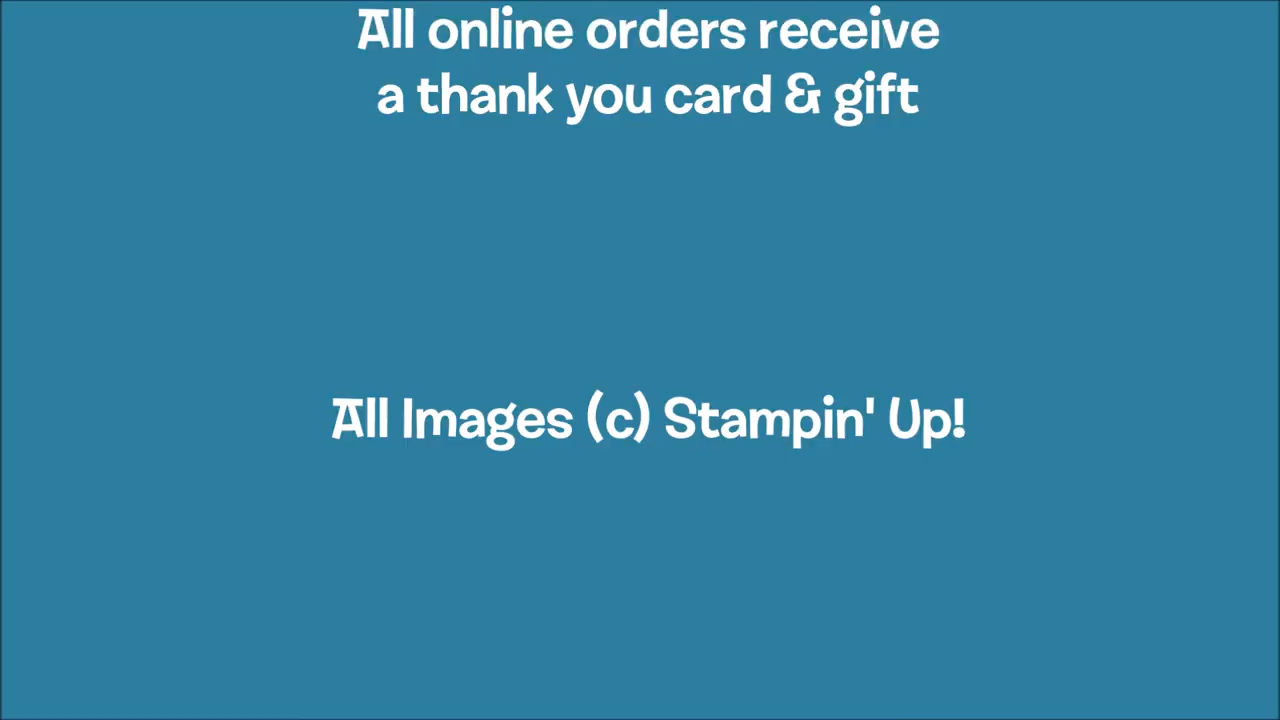 All online orders receive
a thank you card & gift
All Images (c) Stampin' Up!